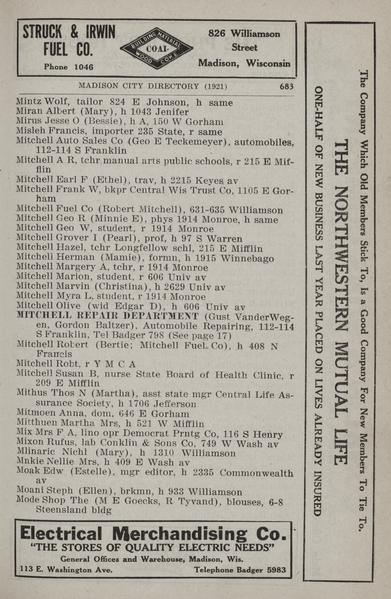 STRUCK & IRWIN
FUEL CO.
Phone 1046
BUILDING MATERIAL
COAL
WOOD COKE
826 Williamson
Street
Madison, Wisconsin
MADISON CITY DIRECTORY (1921) 683
Mintz Wolf, tailor 824 E Johnson, h same
Miran Albert (Mary), h 1043 Jenifer
Mirus Jesse O (Bessie), h A, 150 W Gorham
Misleh Francis, importer 235 State, r same
Mitchell Auto Sales Co (Geo E Teckemeyer), automobiles,
112-114 S Franklin
Mitchell A R, tchr manual arts public schools, r 215 E Mif-
flin
Mitchell Earl F (Ethel), trav, h 2215 Keyes av
Mitchell Frank W, bkpr Central Wis Trust Co, 1105 E Gor-
ham
Mitchell Fuel Co (Robert Mitchell), 631-635 Williamson
Mitchell Geo R (Minnie E), phys 1914 Monroe, h same
Mitchell Geo W, student, r 1914 Monroe
Mitchell Grover I (Pearl), prof, h 97 S Warren
Mitchell Hazel, tchr Longfellow schl, 215 E Mifflin
Mitchell Herman (Mamie), formn, h 1915 Winnebago
Mitchell Margery A, tchr, r 1914 Monroe
Mitchell Marion, student, r 606 Univ av
Mitchell Marvin (Christina), h 2629 Univ av
Mitchell Myra L, student, r 1914 Monroe
Mitchell Olive (wid Edgar D), h 606 Univ av
MITCHELL REPAIR DEPARTMENT (Gust VanderWeg-
en, Gordon Baltzer), Automobile Repairing, 112-114
S Franklin, Tel Badger 798 (See page 17)
Mitchell Robert (Bertie; Mitchell Fuel Co), h 408 N
Francis
Mitchell Robt, r Y M C A
Mitchell Susan B, nurse State Board of Health Clinic, r
209 E Mifflin
Mithus Thos N (Martha), asst state mgr Central Life As-
surance Society, h 1706 Jefferson
Mitmoen Anna, dom, 646 E Gorham
Mitthuen Martha Mrs, h 521 W Mifflin
Mix Mrs F A, lino opr Democrat Prntg Co, 116 S Henry
Mixon Rufus, lab Conklin & Sons Co, 749 W Wash av
Mlinaric Nichl (Mary), h 1310 Williamson
Mnkie Nellie Mrs, h 409 E Wash av
Moak Edw (Estelle), mgr editor, h 2335 Commonwealth
av
Moani Steph (Ellen), brkmn, h 933 Williamson
Mode Shop The (M E Goecks, R Tyvand), blouses, 6-8
Steensland bldg
Electrical Merchandising Co.
"THE STORES OF QUALITY ELECTRIC NEEDS"
General Offices and Warehouse, Madison, Wis.
113 E. Washington Ave. Telephone Badger 5983
The Company Which Old Members Stick To, Is a Good Company For New Members To Tie To.
THE NORTHWESTERN MUTUAL LIFE
ONE-HALF OF NEW BUSINESS LAST YEAR PLACED ON LIVES ALREADY INSURED